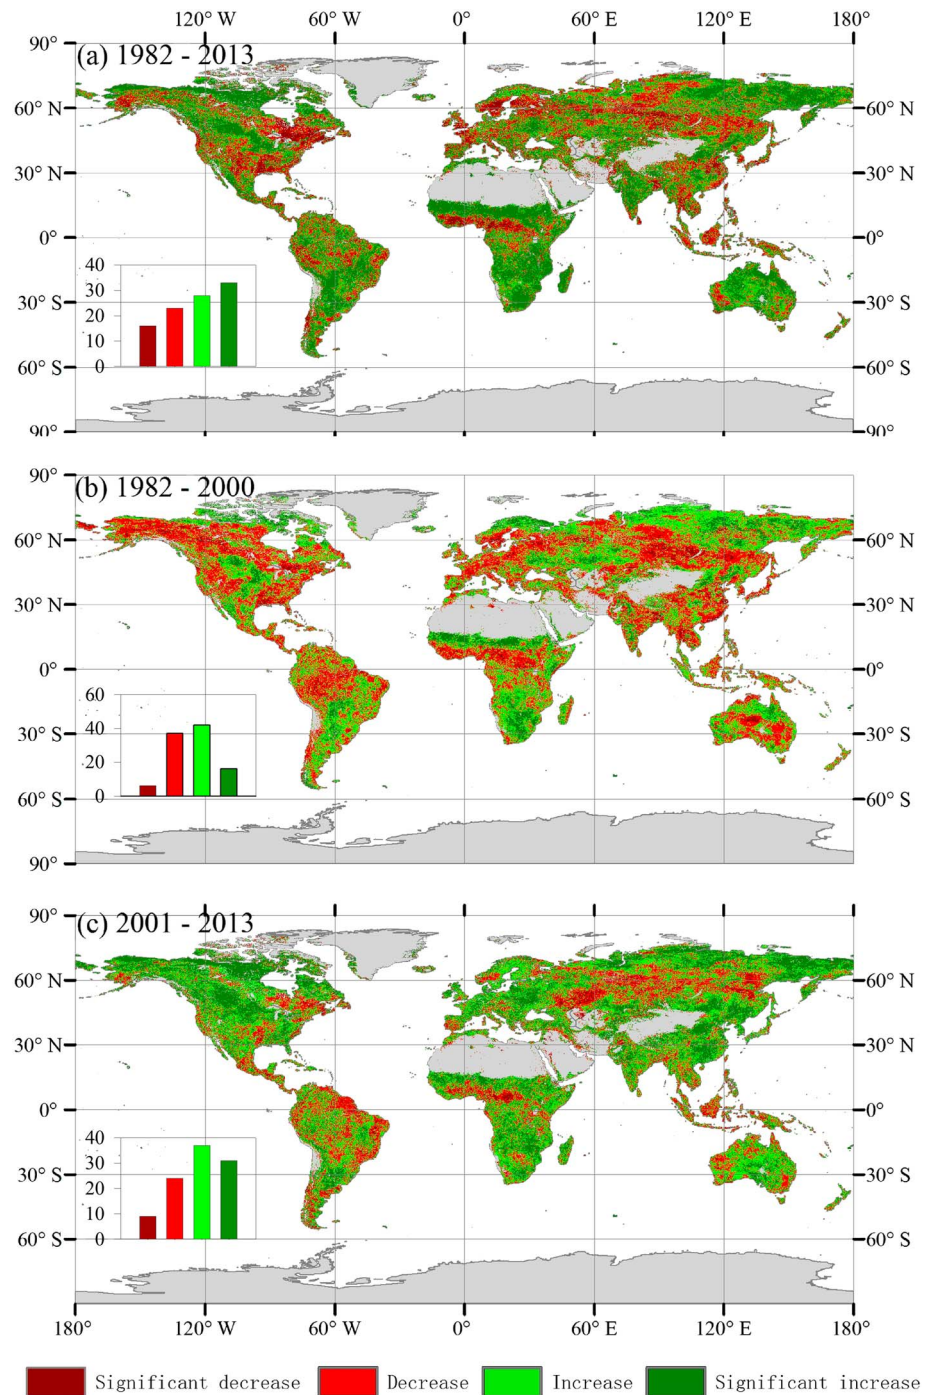 120° W 60° W 0° 60° E 120° E 180°
90°
(a) 1982 - 2013
60° N 60° N
30° N 30° N
0° 0°
40
30
20
10
0
30° S 30° S
60° S 60° S
90° 90°
90°
(b) 1982 - 2000
60° N 60° N
30° N 30° N
0° 0°
60
40
20
0
30° S 30° S
60° S 60° S
90° 90°
90°
(c) 2001 - 2013
60° N 60° N
30° N 30° N
0° 0°
40
30
20
10
0
30° S 30° S
60° S 60° S
180° 120° W 60° W 0° 60° E 120° E 180°
Significant decrease Decrease Increase Significant increase